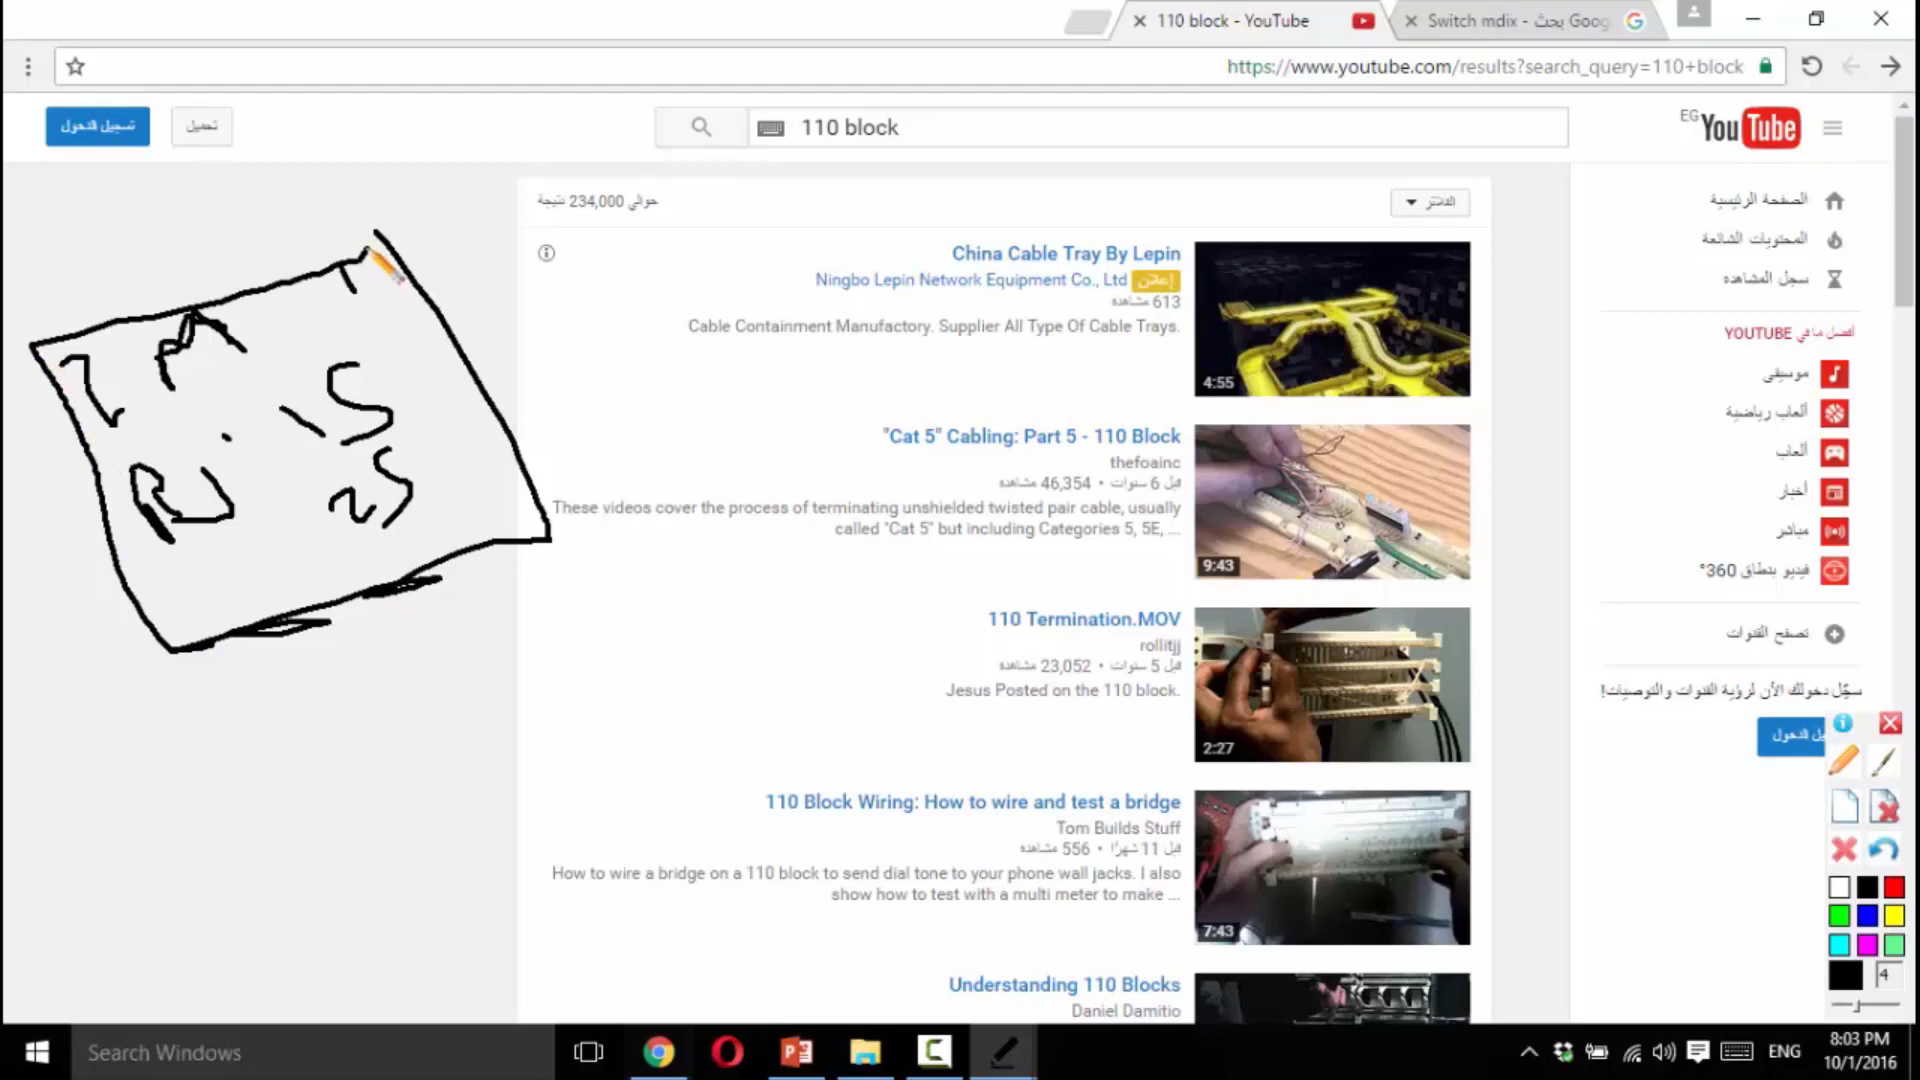 110 block - YouTube
Switch mdix - بحث Goog
https://www.youtube.com/results?search_query=110+block
تسجيل الدخول
تحميل
110 block
EG
YouTube
حوالي 234,000 نتيجة
الفلاتر
China Cable Tray By Lepin
Ningbo Lepin Network Equipment Co., Ltd إعلان
613 مشاهدة
Cable Containment Manufactory. Supplier All Type Of Cable Trays.
4:55
"Cat 5" Cabling: Part 5 - 110 Block
thefoainc
قبل 6 سنوات • 46,354 مشاهدة
These videos cover the process of terminating unshielded twisted pair cable, usually
called "Cat 5" but including Categories 5, 5E, ...
9:43
110 Termination.MOV
rollitjj
قبل 5 سنوات • 23,052 مشاهدة
Jesus Posted on the 110 block.
2:27
110 Block Wiring: How to wire and test a bridge
Tom Builds Stuff
قبل 11 شهرًا • 556 مشاهدة
How to wire a bridge on a 110 block to send dial tone to your phone wall jacks. I also
show how to test with a multi meter to make ...
7:43
Understanding 110 Blocks
Daniel Damitio
الصفحة الرئيسية
المحتويات الشائعة
سجل المشاهدة
أفضل ما في YOUTUBE
موسيقى
ألعاب رياضية
ألعاب
أخبار
مباشر
فيديو بنطاق 360°
تصفح القنوات
سجّل دخولك الآن لرؤية القنوات والتوصيات!
يل الدخول
4
Search Windows
ENG
8:03 PM
10/1/2016